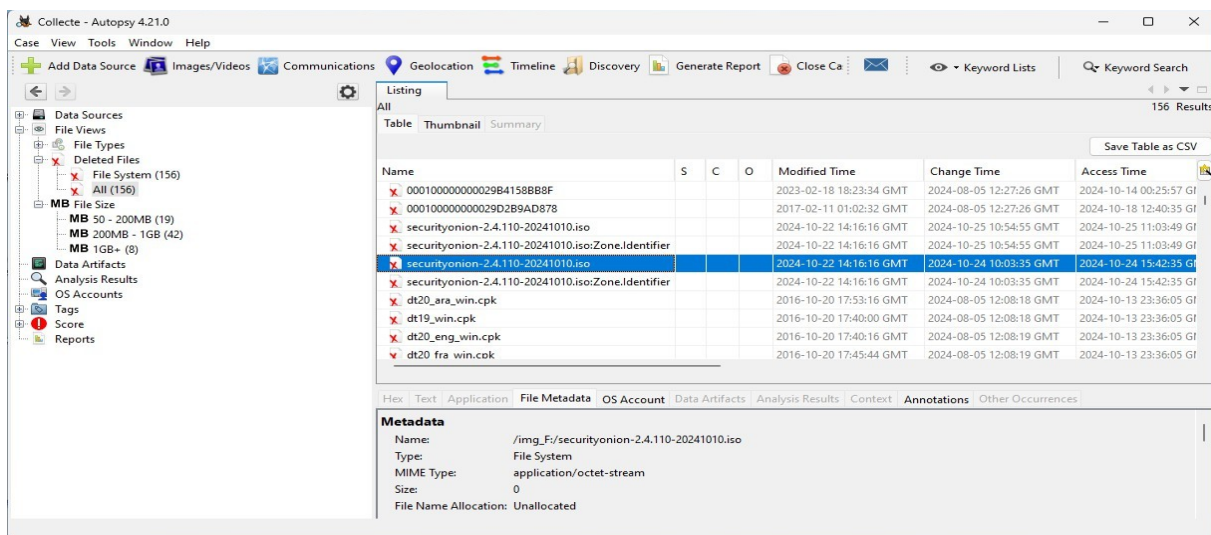 Collecte - Autopsy 4.21.0
Case View Tools Window Help
Add Data Source Images/Videos Communications Geolocation Timeline Discovery Generate Report Close Ca Keyword Lists Keyword Search
Listing
All
156 Results
Table Thumbnail Summary
Save Table as CSV
Data Sources
File Views
File Types
Deleted Files
File System (156)
All (156)
MB File Size
MB 50 - 200MB (19)
MB 200MB - 1GB (42)
MB 1GB+ (8)
Data Artifacts
Analysis Results
OS Accounts
Tags
Score
Reports
Name S C O Modified Time Change Time Access Time
000100000000029B4158BB8F 2023-02-18 18:23:34 GMT 2024-08-05 12:27:26 GMT 2024-10-14 00:25:57 GM
000100000000029D2B9AD878 2017-02-11 01:02:32 GMT 2024-08-05 12:27:26 GMT 2024-10-18 12:40:35 GM
securityonion-2.4.110-20241010.iso 2024-10-22 14:16:16 GMT 2024-10-25 10:54:55 GMT 2024-10-25 11:03:49 GM
securityonion-2.4.110-20241010.iso:Zone.Identifier 2024-10-22 14:16:16 GMT 2024-10-25 10:54:55 GMT 2024-10-25 11:03:49 GM
securityonion-2.4.110-20241010.iso 2024-10-22 14:16:16 GMT 2024-10-24 10:03:35 GMT 2024-10-24 15:42:35 GM
securityonion-2.4.110-20241010.iso:Zone.Identifier 2024-10-22 14:16:16 GMT 2024-10-24 10:03:35 GMT 2024-10-24 15:42:35 GM
dt20_ara_win.cpk 2016-10-20 17:53:16 GMT 2024-08-05 12:08:18 GMT 2024-10-13 23:36:05 GM
dt19_win.cpk 2016-10-20 17:40:00 GMT 2024-08-05 12:08:18 GMT 2024-10-13 23:36:05 GM
dt20_eng_win.cpk 2016-10-20 17:40:16 GMT 2024-08-05 12:08:19 GMT 2024-10-13 23:36:05 GM
dt20_fra_win.cpk 2016-10-20 17:45:44 GMT 2024-08-05 12:08:19 GMT 2024-10-13 23:36:05 GM
Hex Text Application File Metadata OS Account Data Artifacts Analysis Results Context Annotations Other Occurrences
Metadata
Name: /img_F:/securityonion-2.4.110-20241010.iso
Type: File System
MIME Type: application/octet-stream
Size: 0
File Name Allocation: Unallocated